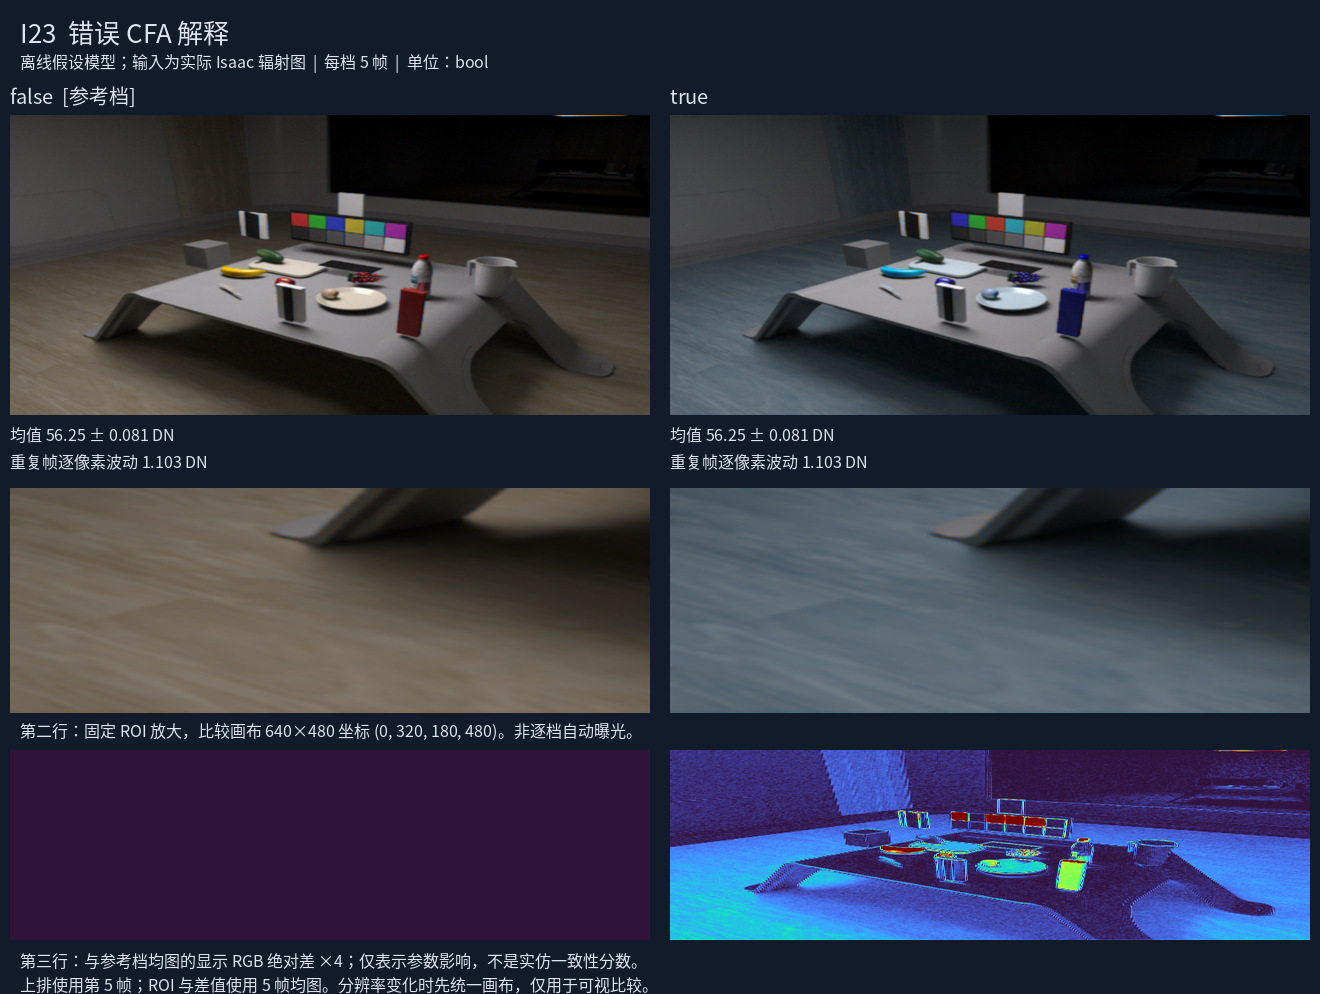 I23 错误 CFA 解释
离线假设模型；输入为实际 Isaac 辐射图 | 每档 5 帧 | 单位：bool
false [参考档]
true
均值 56.25 ± 0.081 DN
重复帧逐像素波动 1.103 DN
均值 56.25 ± 0.081 DN
重复帧逐像素波动 1.103 DN
第二行：固定 ROI 放大，比较画布 640×480 坐标 (0, 320, 180, 480)。非逐档自动曝光。
第三行：与参考档均图的显示 RGB 绝对差 ×4；仅表示参数影响，不是实仿一致性分数。
上排使用第 5 帧；ROI 与差值使用 5 帧均图。分辨率变化时先统一画布，仅用于可视比较。